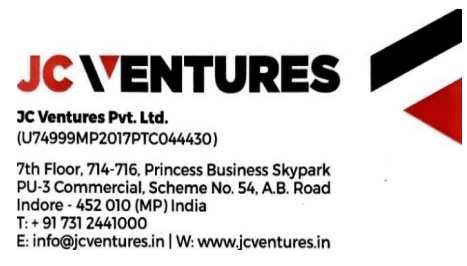 JC VENTURES
JC Ventures Pvt. Ltd.
(U74999MP2017PTC044430)
7th Floor, 714-716, Princess Business Skypark
PU-3 Commercial, Scheme No. 54, A.B. Road
Indore - 452 010 (MP) India
T: + 91 731 2441000
E: info@jcventures.in | W: www.jcventures.in